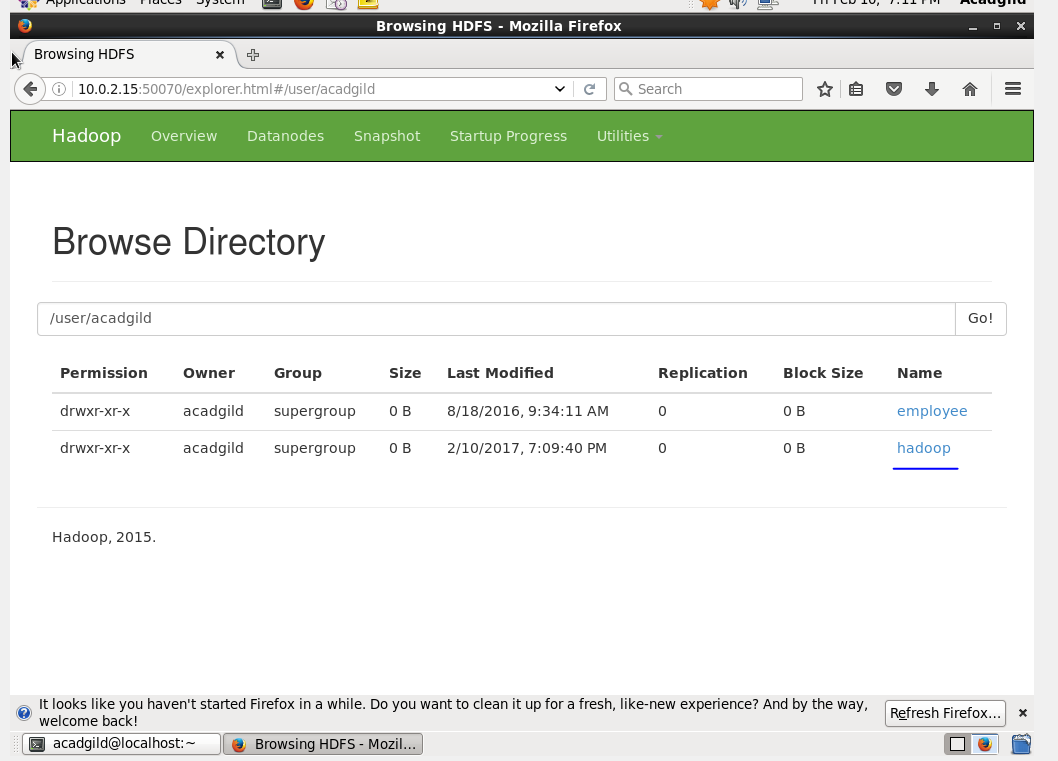 Applications Places System Fri Feb 10, 7:11 PM Acadgild
Browsing HDFS - Mozilla Firefox
Browsing HDFS
10.0.2.15:50070/explorer.html#/user/acadgild Search
Hadoop Overview Datanodes Snapshot Startup Progress Utilities
Browse Directory
/user/acadgild Go!
Permission Owner Group Size Last Modified Replication Block Size Name
drwxr-xr-x acadgild supergroup 0 B 8/18/2016, 9:34:11 AM 0 0 B employee
drwxr-xr-x acadgild supergroup 0 B 2/10/2017, 7:09:40 PM 0 0 B hadoop
Hadoop, 2015.
It looks like you haven't started Firefox in a while. Do you want to clean it up for a fresh, like-new experience? And by the way,
welcome back!
Refresh Firefox...
acadgild@localhost:~ Browsing HDFS - Mozil...